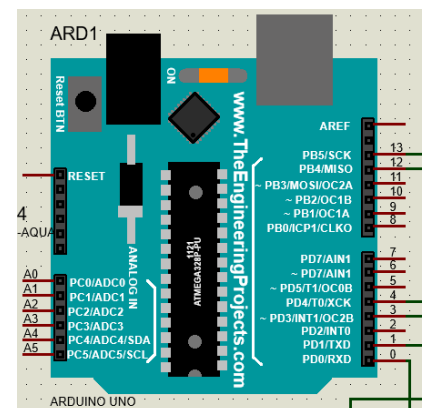 ARD1
Reset BTN
ON
www.TheEngineeringProjects.com
AREF
PB5/SCK 13
PB4/MISO 12
~ PB3/MOSI/OC2A 11
~ PB2/OC1B 10
~ PB1/OC1A 9
PB0/ICP1/CLKO 8
RESET
4
-AQUA
1121
ATMEGA328P-PU
ANALOG IN
PD7/AIN1 7
~ PD7/AIN1 6
~ PD5/T1/OC0B 5
PD4/T0/XCK 4
~ PD3/INT1/OC2B 3
PD2/INT0 2
PD1/TXD 1
PD0/RXD 0
A0 PC0/ADC0
A1 PC1/ADC1
A2 PC2/ADC2
A3 PC3/ADC3
A4 PC4/ADC4/SDA
A5 PC5/ADC5/SCL
ARDUINO UNO